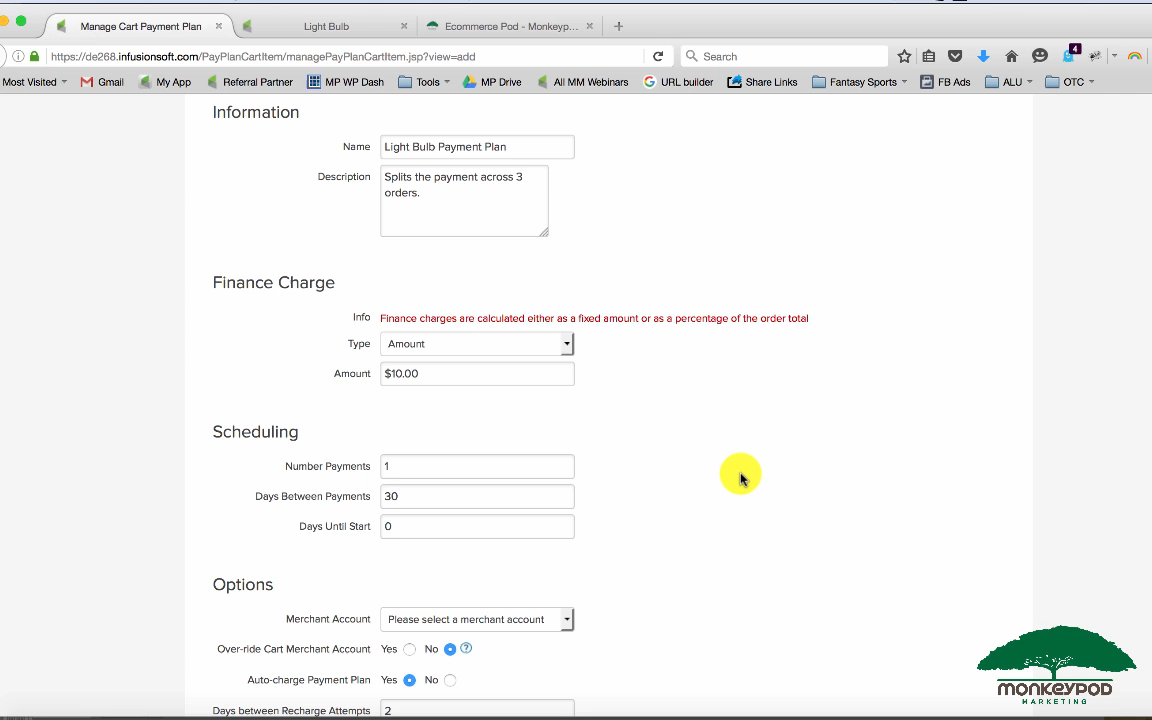 Manage Cart Payment Plan
Light Bulb
Ecommerce Pod - Monkeyp...
https://de268.infusionsoft.com/PayPlanCartItem/managePayPlanCartItem.jsp?view=add
Search
4
Most Visited
Gmail
My App
Referral Partner
MP WP Dash
Tools
MP Drive
All MM Webinars
URL builder
Share Links
Fantasy Sports
FB Ads
ALU
OTC
Information
Name
Light Bulb Payment Plan
Description
Splits the payment across 3
orders.
Finance Charge
Info
Finance charges are calculated either as a fixed amount or as a percentage of the order total
Type
Amount
Amount
$10.00
Scheduling
Number Payments
1
Days Between Payments
30
Days Until Start
0
Options
Merchant Account
Please select a merchant account
Over-ride Cart Merchant Account
Yes
No
?
Auto-charge Payment Plan
Yes
No
Days between Recharge Attempts
2
monkeypod
MARKETING